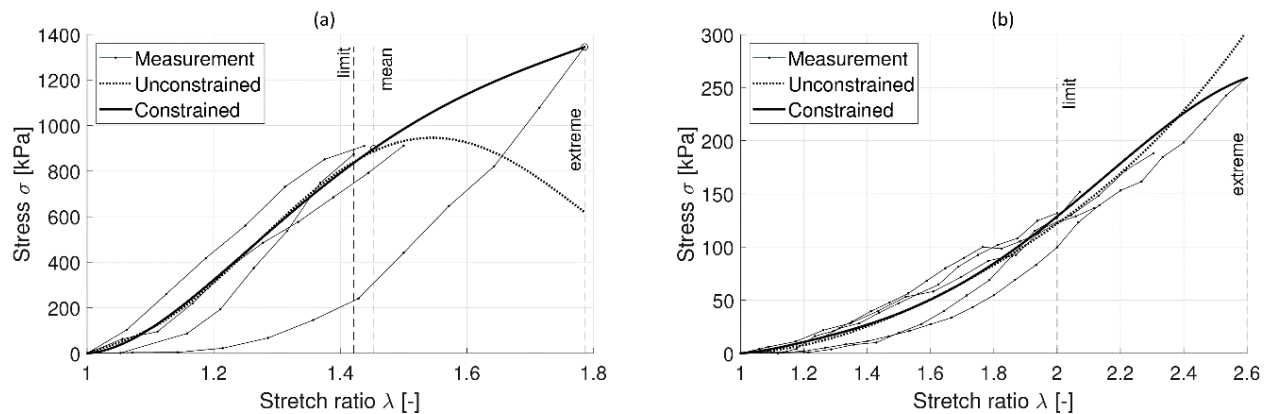 (a)
1400
1200
1000
800
600
400
200
0
Stress σ [kPa]
Measurement
Unconstrained
Constrained
limit
mean
extreme
1 1.2 1.4 1.6 1.8
Stretch ratio λ [-]
(b)
300
250
200
150
100
50
0
Stress σ [kPa]
Measurement
Unconstrained
Constrained
limit
extreme
1 1.2 1.4 1.6 1.8 2 2.2 2.4 2.6
Stretch ratio λ [-]